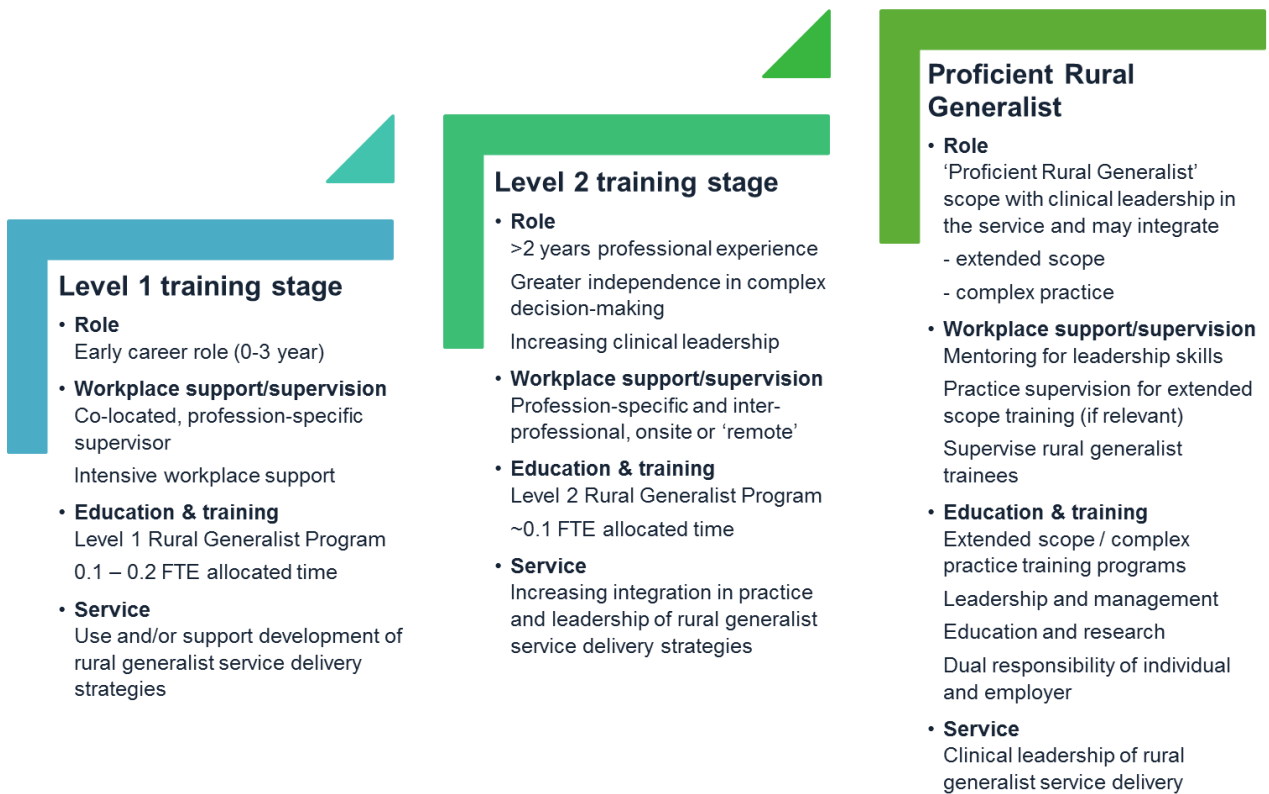 Level 1 training stage
• Role
Early career role (0-3 year)
• Workplace support/supervision
Co-located, profession-specific
supervisor
Intensive workplace support
• Education & training
Level 1 Rural Generalist Program
0.1 – 0.2 FTE allocated time
• Service
Use and/or support development of
rural generalist service delivery
strategies
Level 2 training stage
• Role
>2 years professional experience
Greater independence in complex
decision-making
Increasing clinical leadership
• Workplace support/supervision
Profession-specific and inter-
professional, onsite or ‘remote’
• Education & training
Level 2 Rural Generalist Program
~0.1 FTE allocated time
• Service
Increasing integration in practice
and leadership of rural generalist
service delivery strategies
Proficient Rural
Generalist
• Role
‘Proficient Rural Generalist’
scope with clinical leadership in
the service and may integrate
- extended scope
- complex practice
• Workplace support/supervision
Mentoring for leadership skills
Practice supervision for extended
scope training (if relevant)
Supervise rural generalist
trainees
• Education & training
Extended scope / complex
practice training programs
Leadership and management
Education and research
Dual responsibility of individual
and employer
• Service
Clinical leadership of rural
generalist service delivery